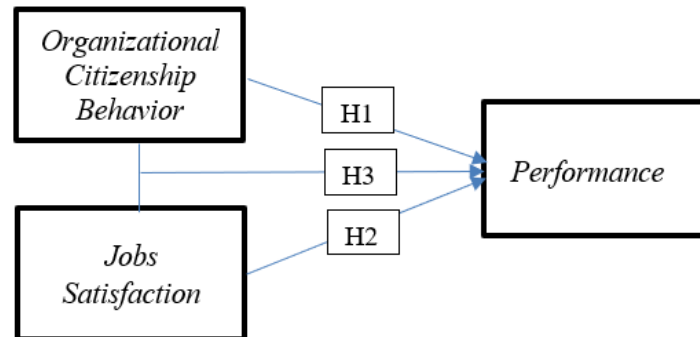 Organizational
Citizenship
Behavior
H1
H3
Performance
H2
Jobs
Satisfaction